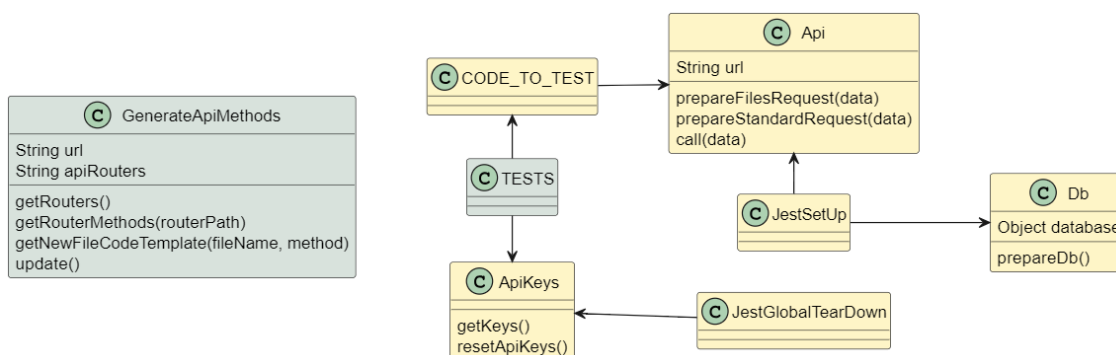 C GenerateApiMethods
String url
String apiRouters
getRouters()
getRouterMethods(routerPath)
getNewFileCodeTemplate(fileName, method)
update()
C CODE_TO_TEST
C TESTS
C ApiKeys
getKeys()
resetApiKeys()
C Api
String url
prepareFilesRequest(data)
prepareStandardRequest(data)
call(data)
C JestSetUp
C JestGlobalTearDown
C Db
Object database
prepareDb()